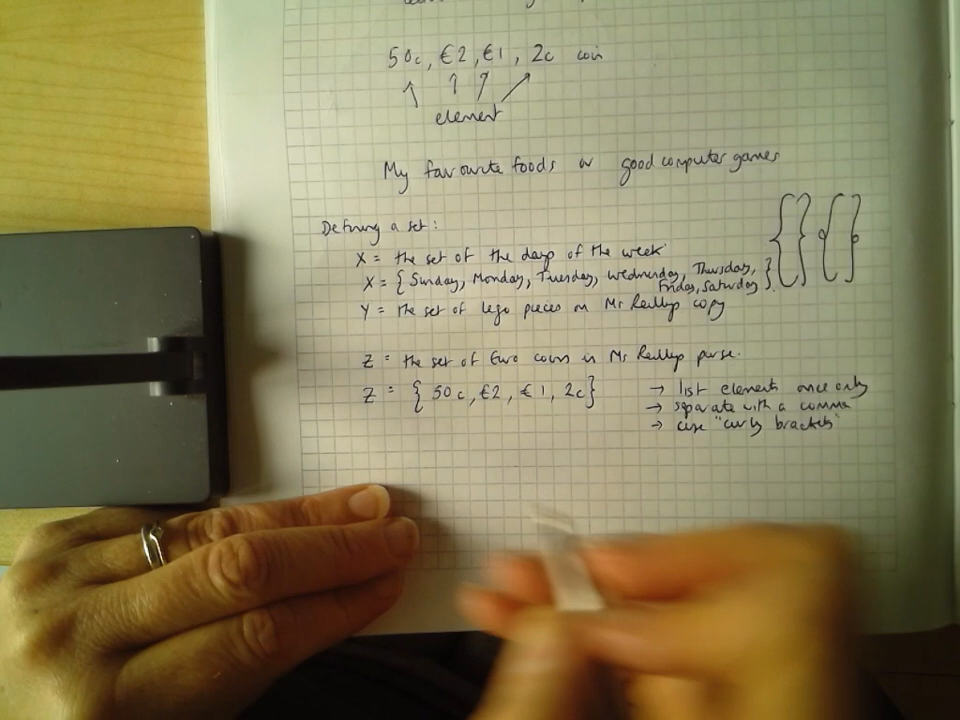 50c, €2, €1, 2c coin
element
My favourite foods or good computer games
Defining a set:
X = the set of the days of the week
X = {Sunday, Monday, Tuesday, Wednesday, Thursday,
Friday, Saturday}.
{ } { }
Y = the set of lego pieces on Mr Reillys copy
Z = the set of Euro coins in Ms Reillys purse.
Z = { 50c, €2, €1, 2c}
→ list elements once only
→ separate with a comma
→ use "curly brackets"